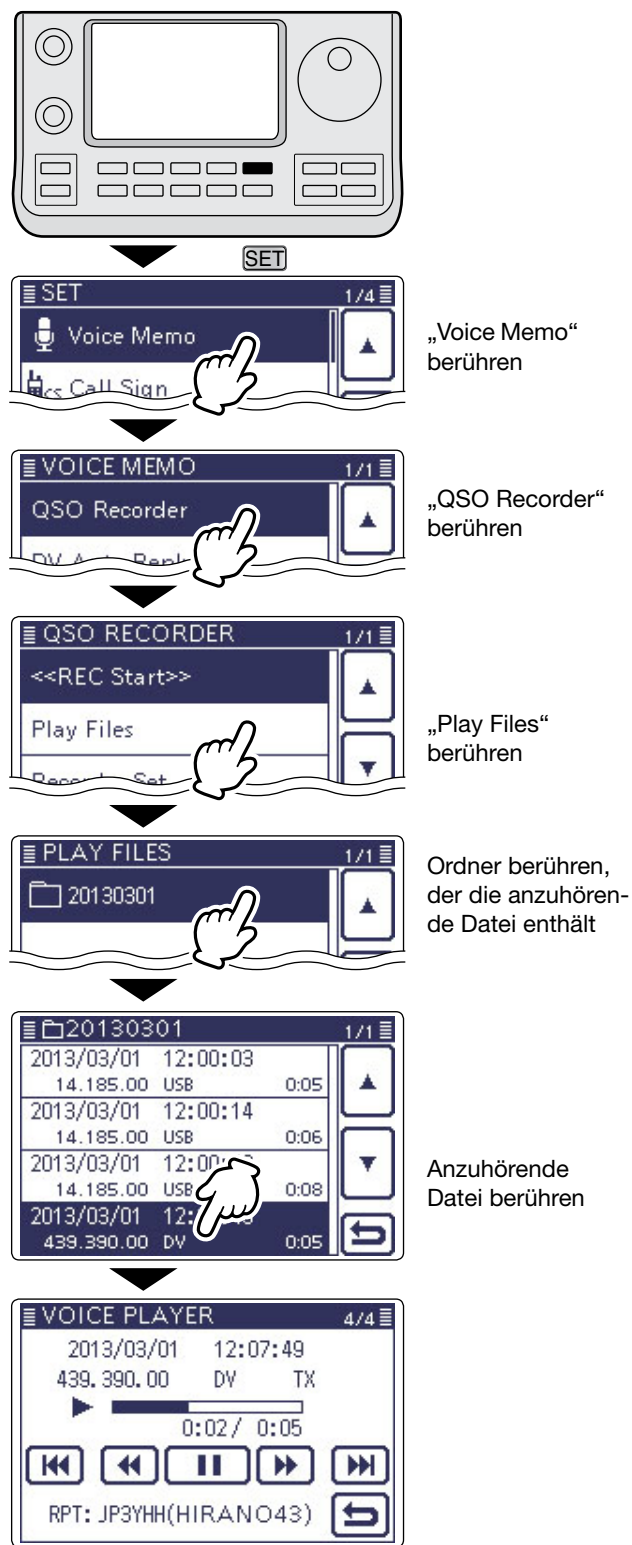 SET
SET 1/4
Voice Memo
CS Call Sign
„Voice Memo“
berühren
VOICE MEMO 1/1
QSO Recorder
DV
„QSO Recorder“
berühren
QSO RECORDER 1/1
<<REC Start>>
Play Files
Set
„Play Files“
berühren
PLAY FILES 1/1
20130301
Ordner berühren,
der die anzuhören-
de Datei enthält
20130301 1/1
2013/03/01 12:00:03
14.185.00 USB 0:05
2013/03/01 12:00:14
14.185.00 USB 0:06
2013/03/01
14.185.00 USB 0:08
2013/03/01
439.390.00 DV 0:05
Anzuhörende
Datei berühren
VOICE PLAYER 4/4
2013/03/01 12:07:49
439.390.00 DV TX
0:02/ 0:05
RPT: JP3YHH(HIRANO43)